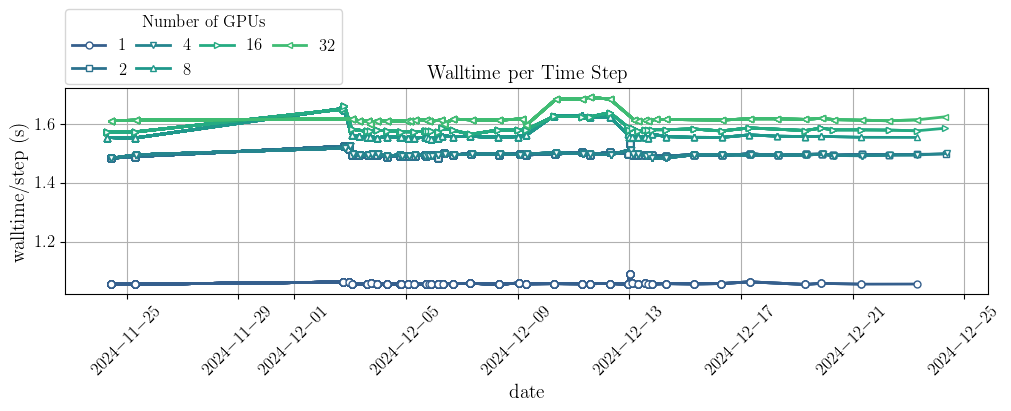 Number of GPUs
1 4 16 32
2 8
Walltime per Time Step
walltime/step (s)
1.6
1.4
1.2
2024−11−25
2024−11−29
2024−12−01
2024−12−05
2024−12−09
2024−12−13
2024−12−17
2024−12−21
2024−12−25
date